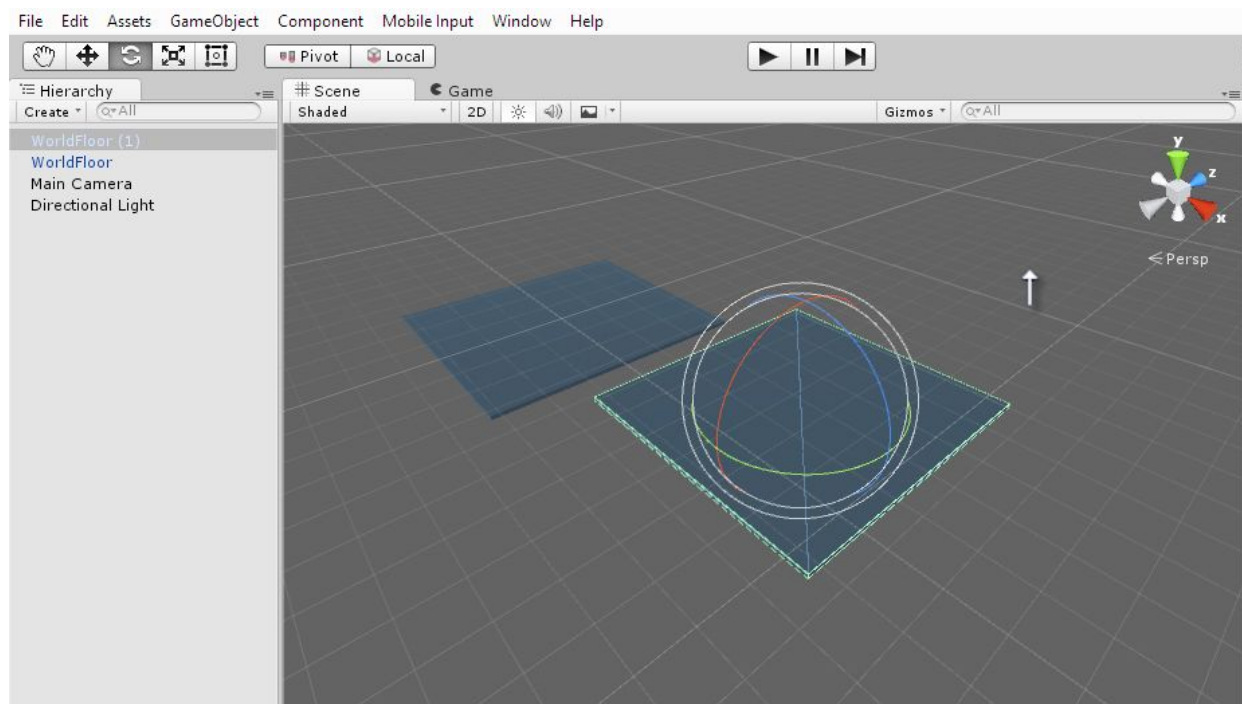 File Edit Assets GameObject Component Mobile Input Window Help
Pivot Local
Hierarchy
Create All
WorldFloor (1)
WorldFloor
Main Camera
Directional Light
Scene Game
Shaded 2D Gizmos All
y
z
x
Persp